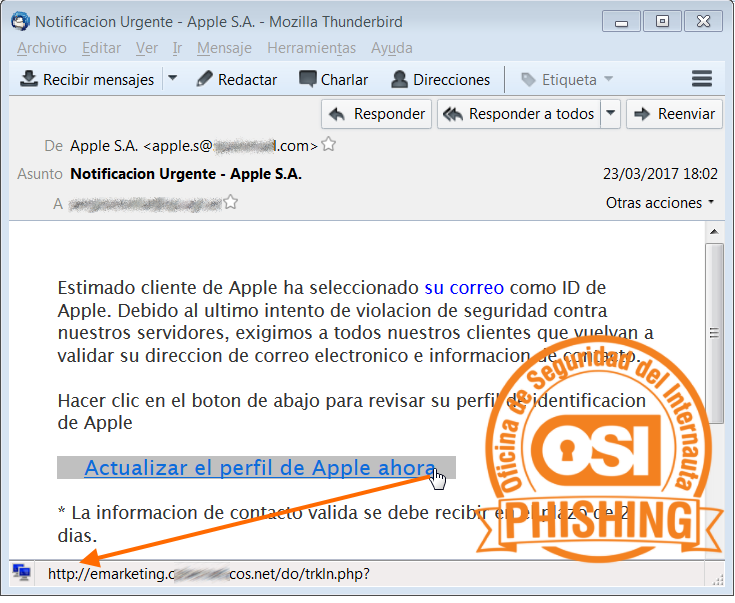 Notificacion Urgente - Apple S.A. - Mozilla Thunderbird
Archivo Editar Ver Ir Mensaje Herramientas Ayuda
Recibir mensajes Redactar Charlar Direcciones Etiqueta
Responder Responder a todos Reenviar
De Apple S.A. <apple.s@ l.com>
Asunto Notificacion Urgente - Apple S.A. 23/03/2017 18:02
A Otras acciones
Estimado cliente de Apple ha seleccionado su correo como ID de
Apple. Debido al ultimo intento de violacion de seguridad contra
nuestros servidores, exigimos a todos nuestros clientes que vuelvan a
validar su direccion de correo electronico e informacion de contacto.
Hacer clic en el boton de abajo para revisar su perfil de identificacion
de Apple
Actualizar el perfil de Apple ahora
* La informacion de contacto valida se debe recibir en el plazo de 2
dias.
Oficina de Seguridad del Internauta
OSI
PHISHING
http://emarketing.c cos.net/do/trkln.php?